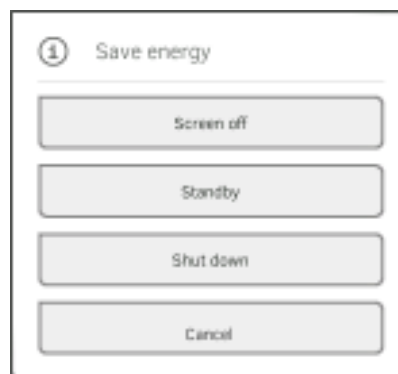 1 Save energy
Screen off
Standby
Shut down
Cancel